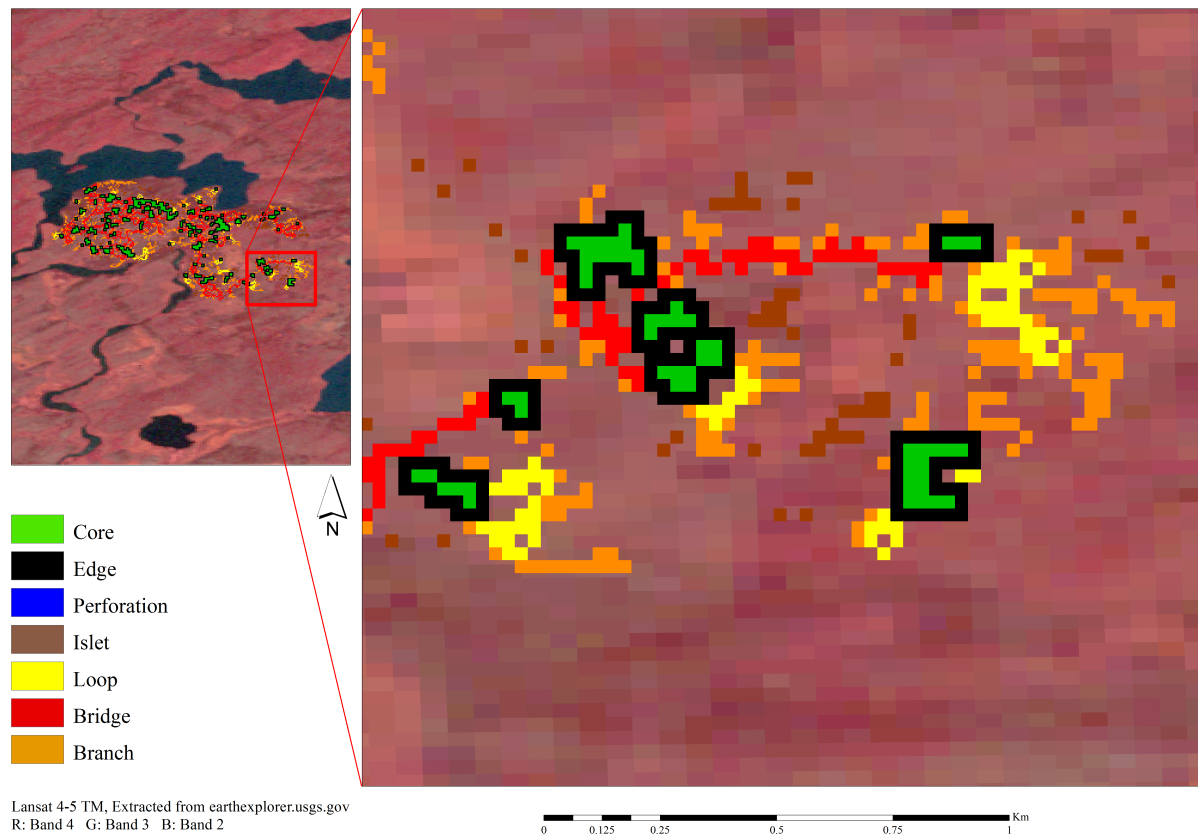 N
Core
Edge
Perforation
Islet
Loop
Bridge
Branch
Lansat 4-5 TM, Extracted from earthexplorer.usgs.gov
R: Band 4 G: Band 3 B: Band 2
Km
0 0.125 0.25 0.5 0.75 1